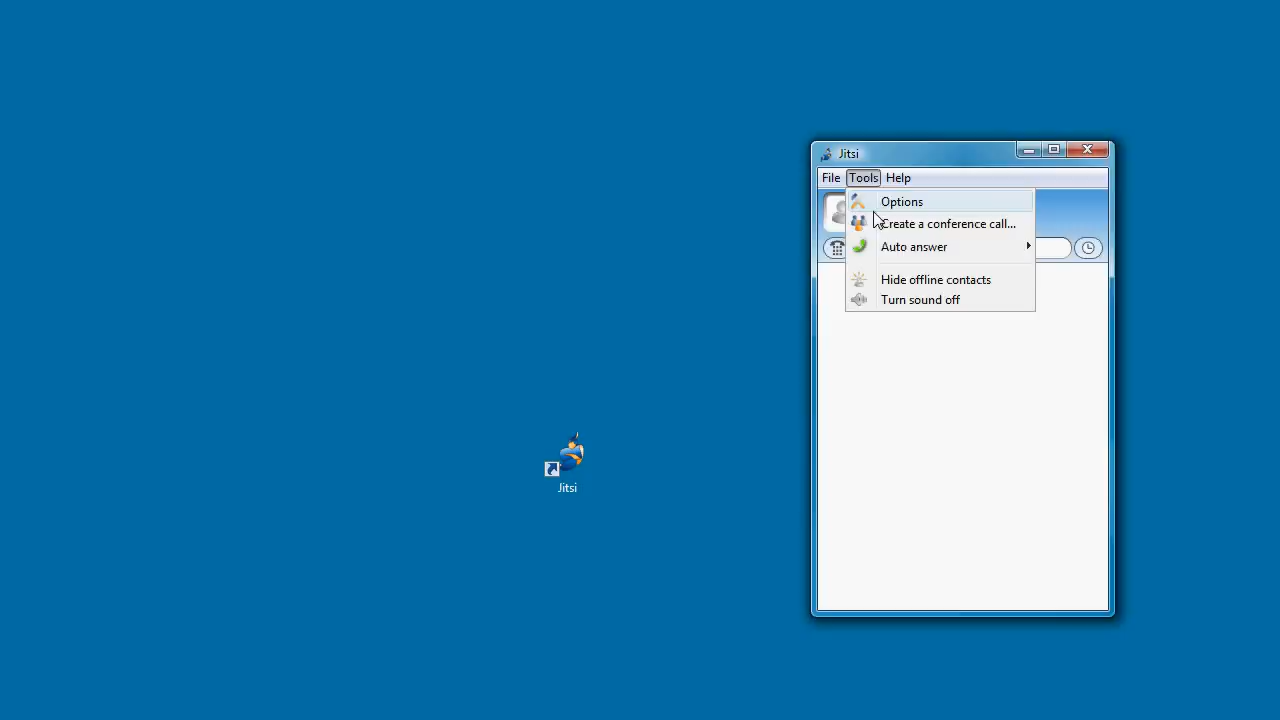 Jitsi
File Tools Help
Options
Create a conference call...
Auto answer
Hide offline contacts
Turn sound off
Jitsi